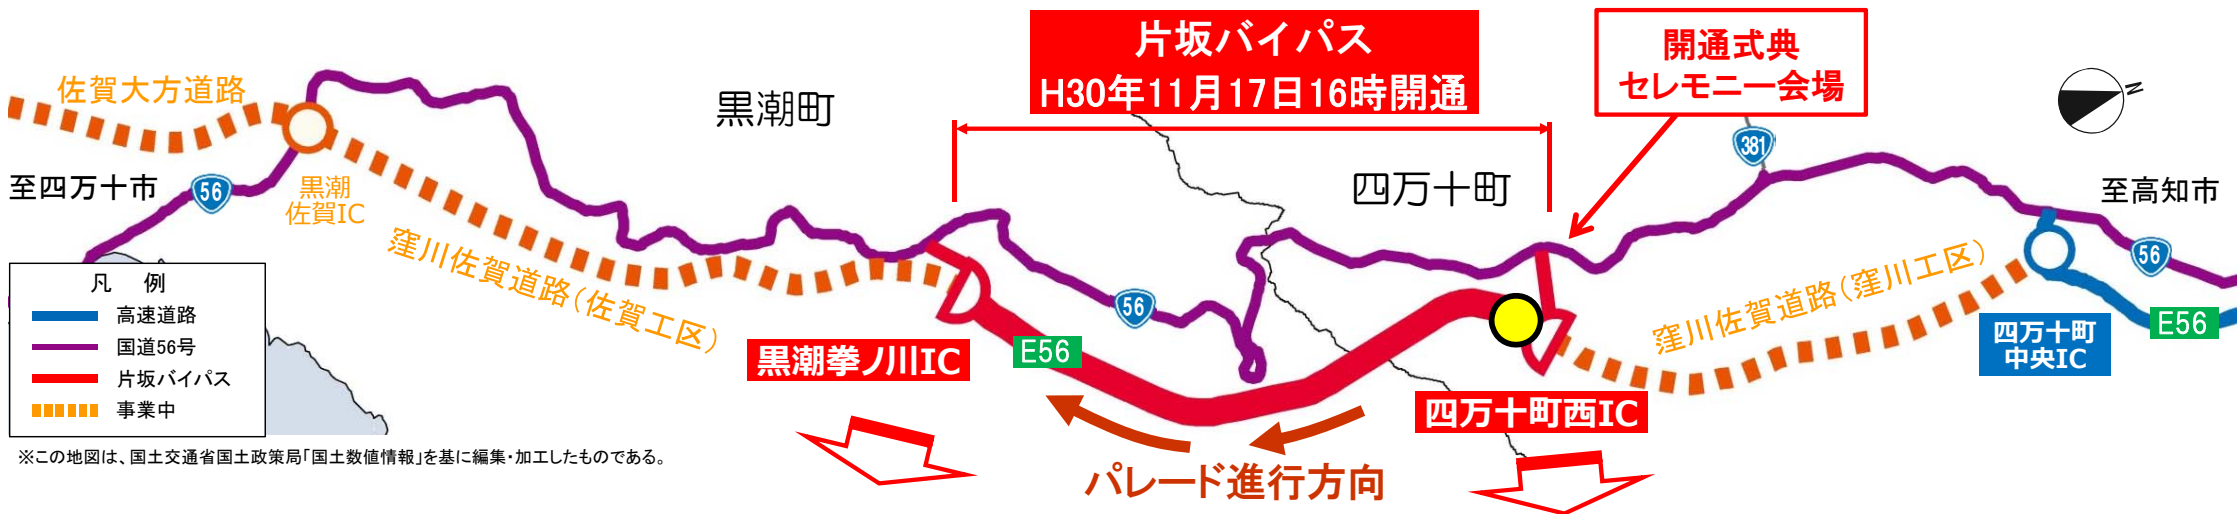 片坂バイパス
H30年11月17日16時開通
開通式典
セレモニー会場
N
佐賀大方道路
黒潮町
四万十町
381
至四万十市
56
黒潮
佐賀IC
至高知市
56
窪川佐賀道路(佐賀工区)
窪川佐賀道路(窪川工区)
56
凡 例
高速道路
国道56号
片坂バイパス
事業中
黒潮拳ノ川IC
E56
四万十町西IC
四万十町
中央IC
E56
パレード進行方向
※この地図は、国土交通省国土政策局「国土数値情報」を基に編集・加工したものである。